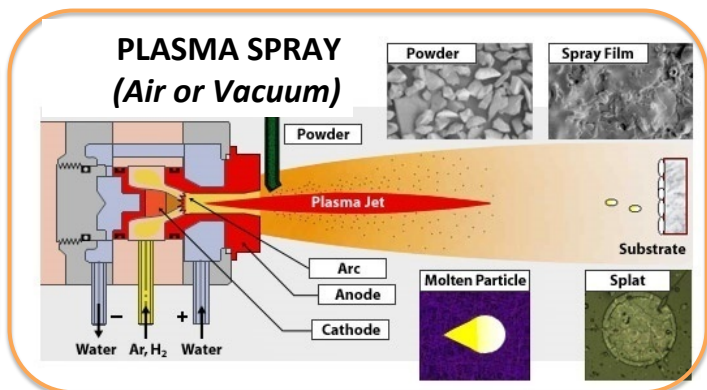 PLASMA SPRAY
(Air or Vacuum)
Powder
Spray Film
Powder
Plasma Jet
Substrate
Arc
Anode
Cathode
Molten Particle
Splat
– +
Water Ar, H₂ Water